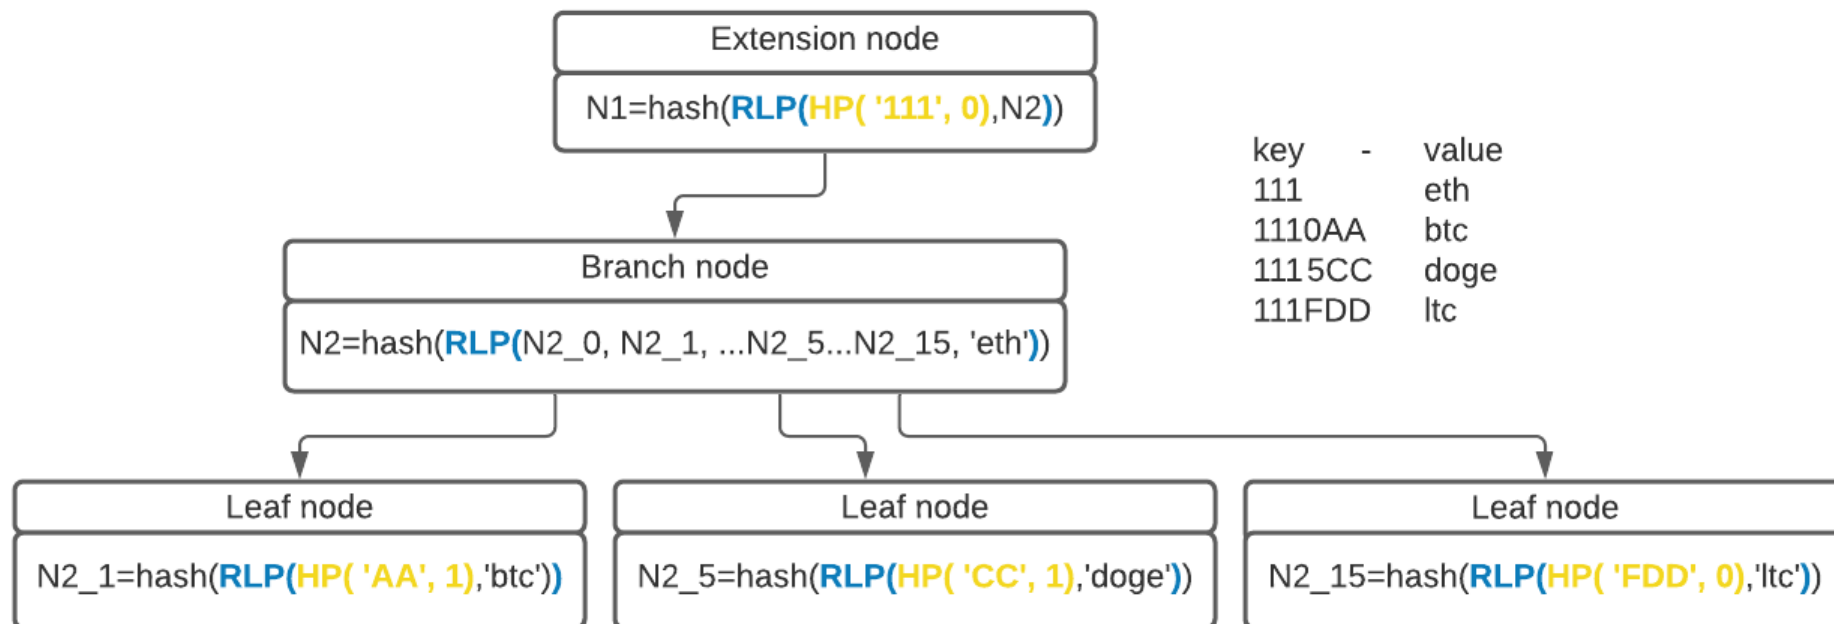 Extension node
N1=hash(RLP(HP( '111', 0),N2))
key - value
111 eth
1110AA btc
1115CC doge
111FDD ltc
Branch node
N2=hash(RLP(N2_0, N2_1, ...N2_5...N2_15, 'eth'))
Leaf node
N2_1=hash(RLP(HP( 'AA', 1),'btc'))
Leaf node
N2_5=hash(RLP(HP( 'CC', 1),'doge'))
Leaf node
N2_15=hash(RLP(HP( 'FDD', 0),'ltc'))